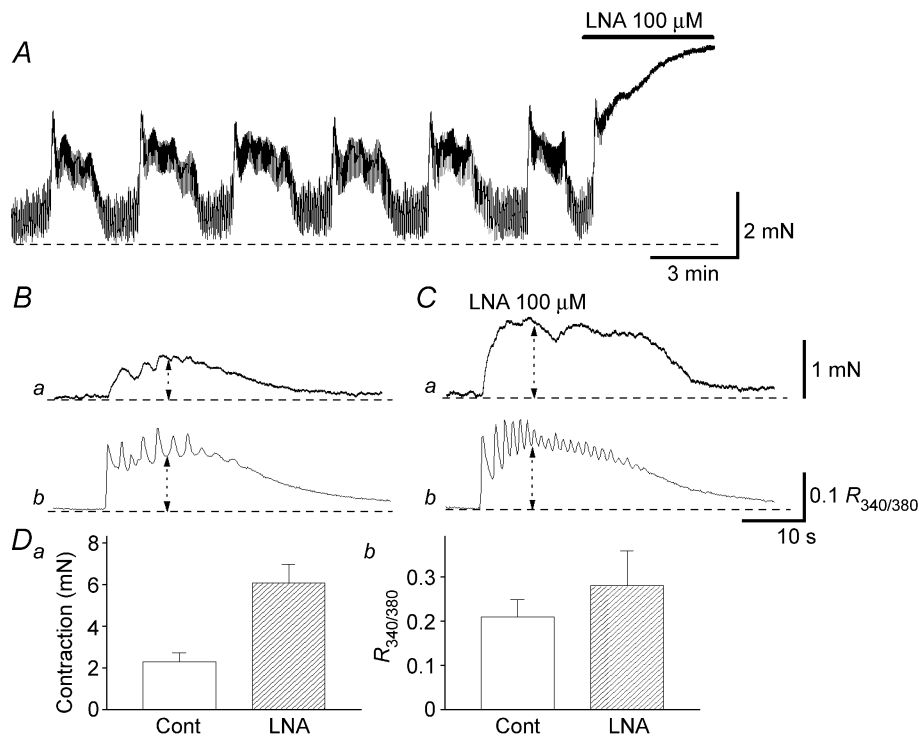 LNA 100 μM
A
2 mN
3 min
B
C
LNA 100 μM
a
a
1 mN
b
b
0.1 R340/380
10 s
D
a
b
Contraction (mN)
8
6
4
2
0
Cont
LNA
R340/380
0.3
0.2
0.1
0
Cont
LNA